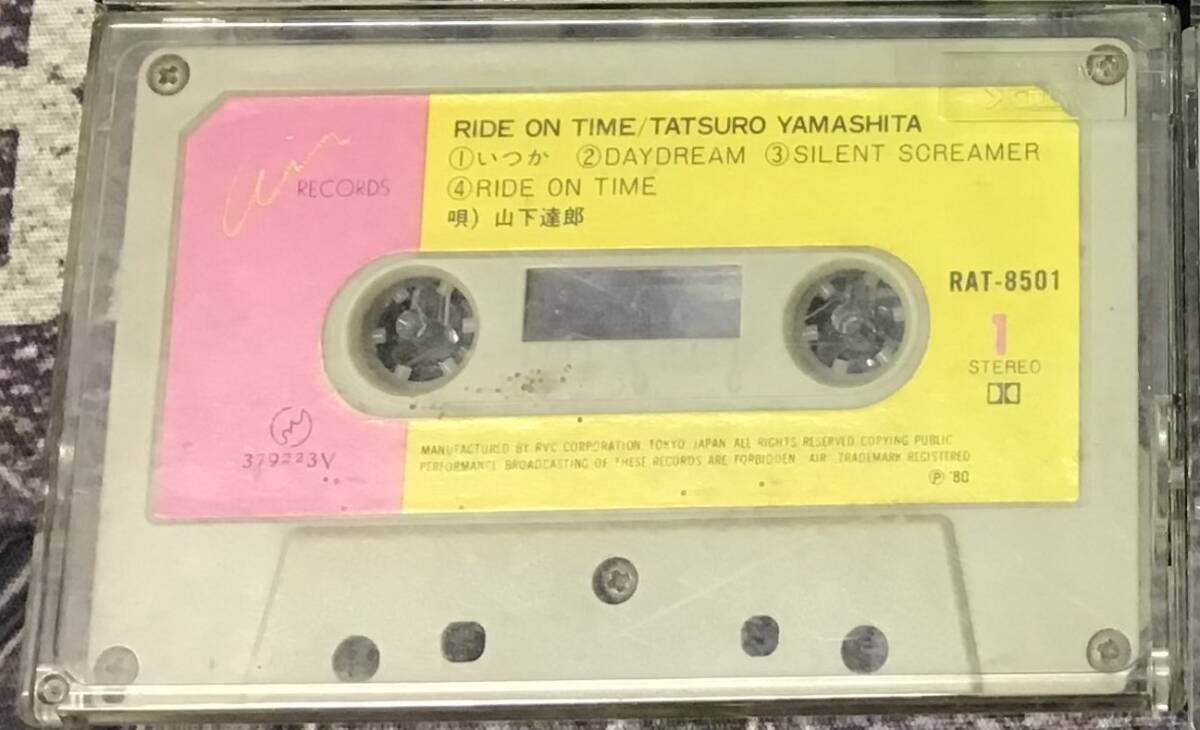 RIDE ON TIME/TATSURO YAMASHITA
①いつか ②DAYDREAM ③SILENT SCREAMER
④RIDE ON TIME
唄) 山下達郎
Air
RECORDS
RAT-8501
1
STEREO
379223V
MANUFACTURED BY RVC CORPORATION, TOKYO, JAPAN ALL RIGHTS RESERVED COPYING PUBLIC
PERFORMANCE BROADCASTING OF THESE RECORDS ARE FORBIDDEN AIR TRADEMARK REGISTERED
Ⓟ '80